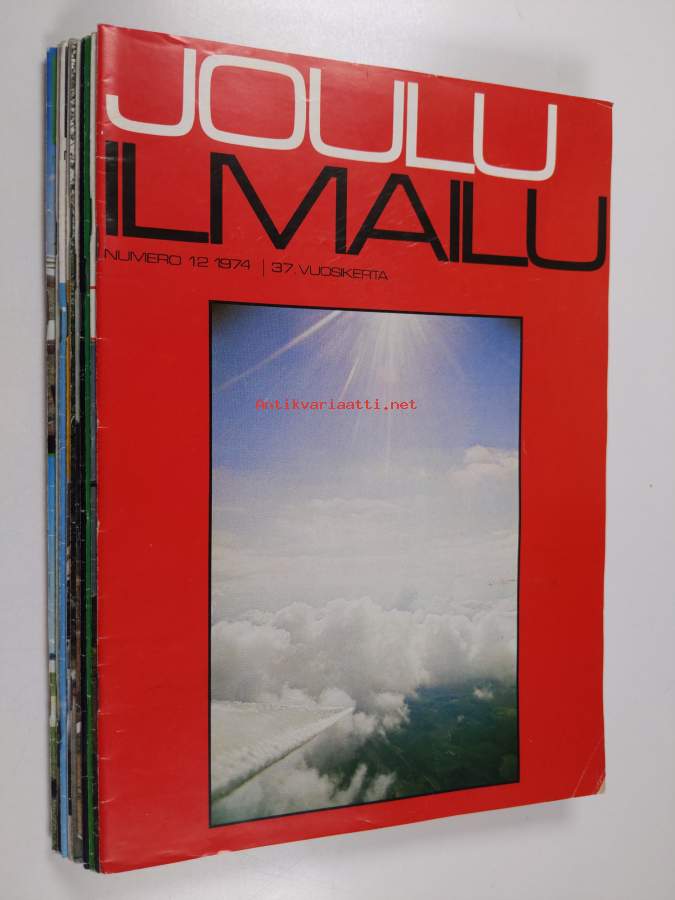 JOULU
ILMAILU
NUMERO 12 1974 | 37. VUOSIKERTA
Antikvariaatti.net